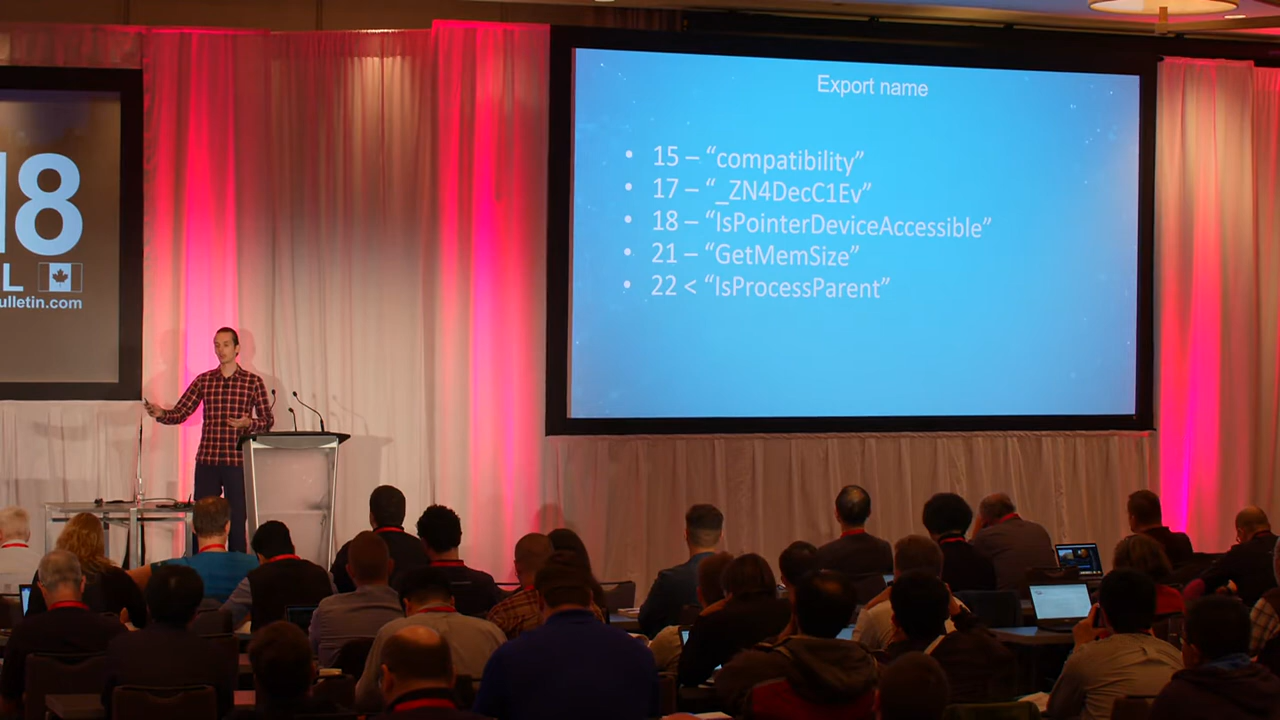 18
L
ulletin.com
Export name
• 15 – “compatibility”
• 17 – “_ZN4DecC1Ev”
• 18 – “IsPointerDeviceAccessible”
• 21 – “GetMemSize”
• 22 < “IsProcessParent”